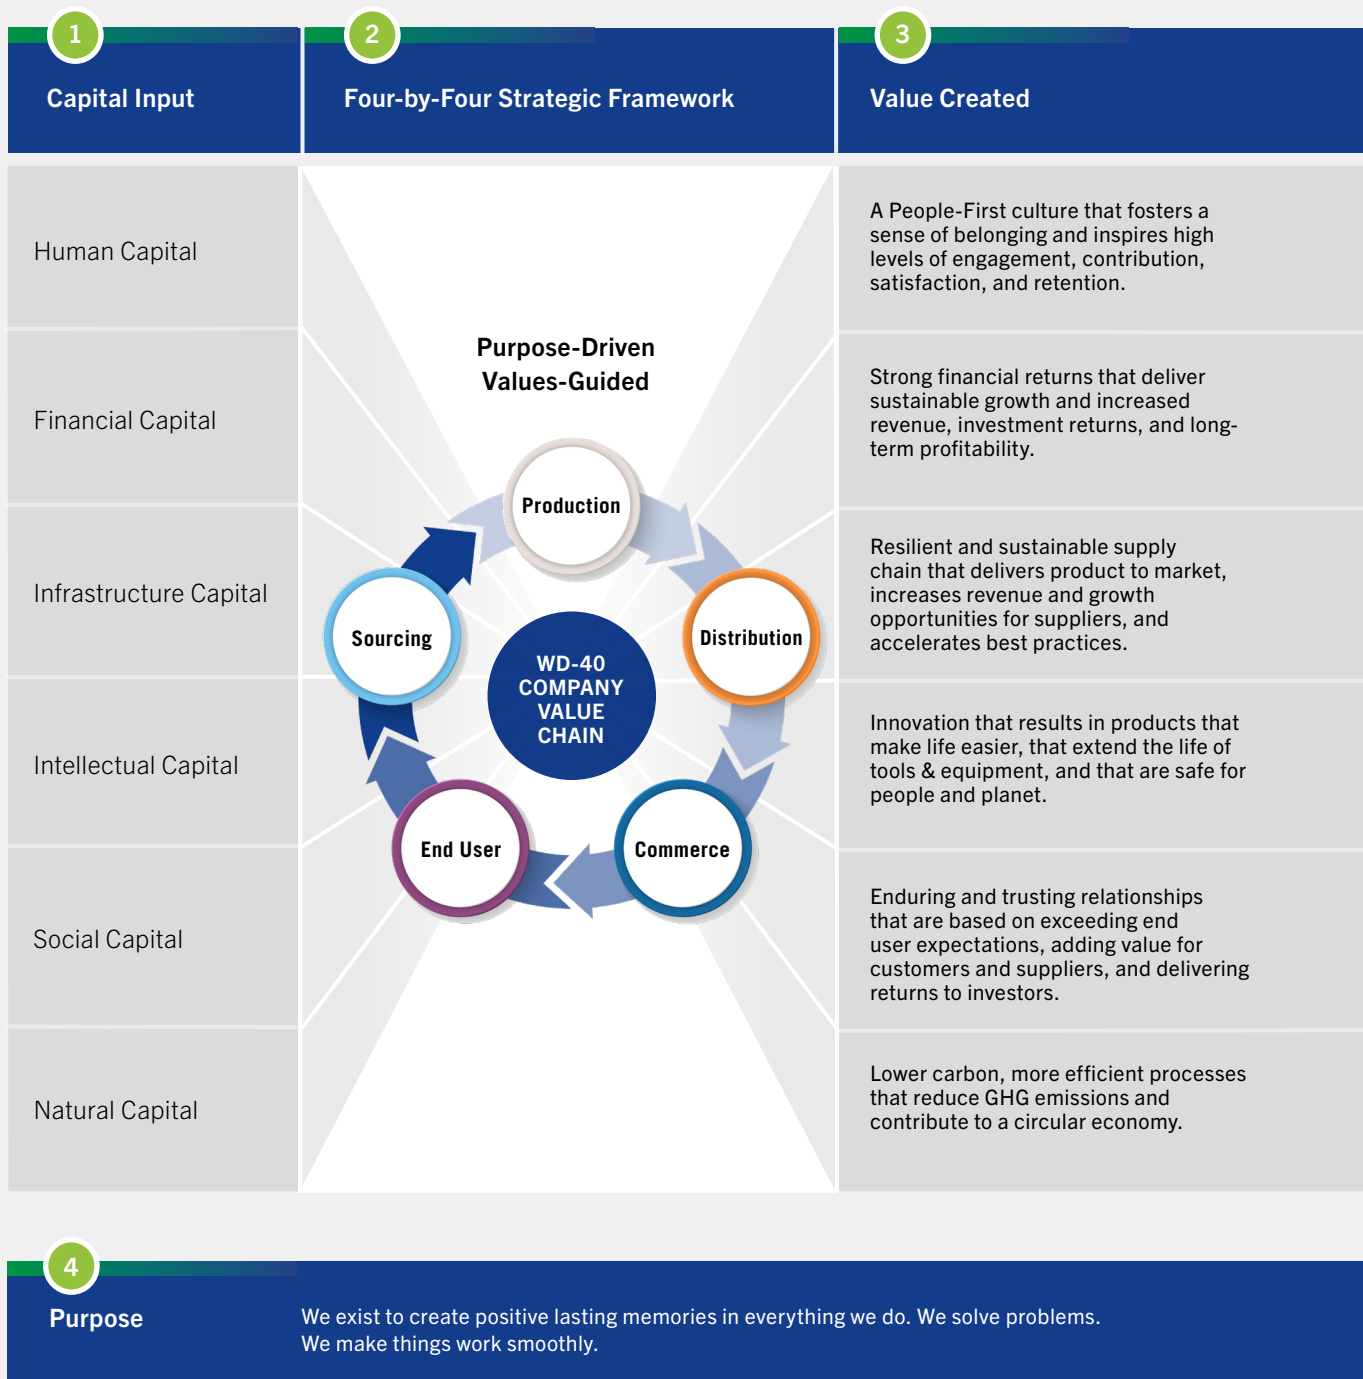 1
Capital Input
2
Four-by-Four Strategic Framework
3
Value Created
Human Capital
Financial Capital
Infrastructure Capital
Intellectual Capital
Social Capital
Natural Capital
Purpose-Driven
Values-Guided
Production
Distribution
Commerce
End User
Sourcing
WD-40
COMPANY
VALUE
CHAIN
A People-First culture that fosters a
sense of belonging and inspires high
levels of engagement, contribution,
satisfaction, and retention.
Strong financial returns that deliver
sustainable growth and increased
revenue, investment returns, and long-
term profitability.
Resilient and sustainable supply
chain that delivers product to market,
increases revenue and growth
opportunities for suppliers, and
accelerates best practices.
Innovation that results in products that
make life easier, that extend the life of
tools & equipment, and that are safe for
people and planet.
Enduring and trusting relationships
that are based on exceeding end
user expectations, adding value for
customers and suppliers, and delivering
returns to investors.
Lower carbon, more efficient processes
that reduce GHG emissions and
contribute to a circular economy.
4
Purpose
We exist to create positive lasting memories in everything we do. We solve problems.
We make things work smoothly.